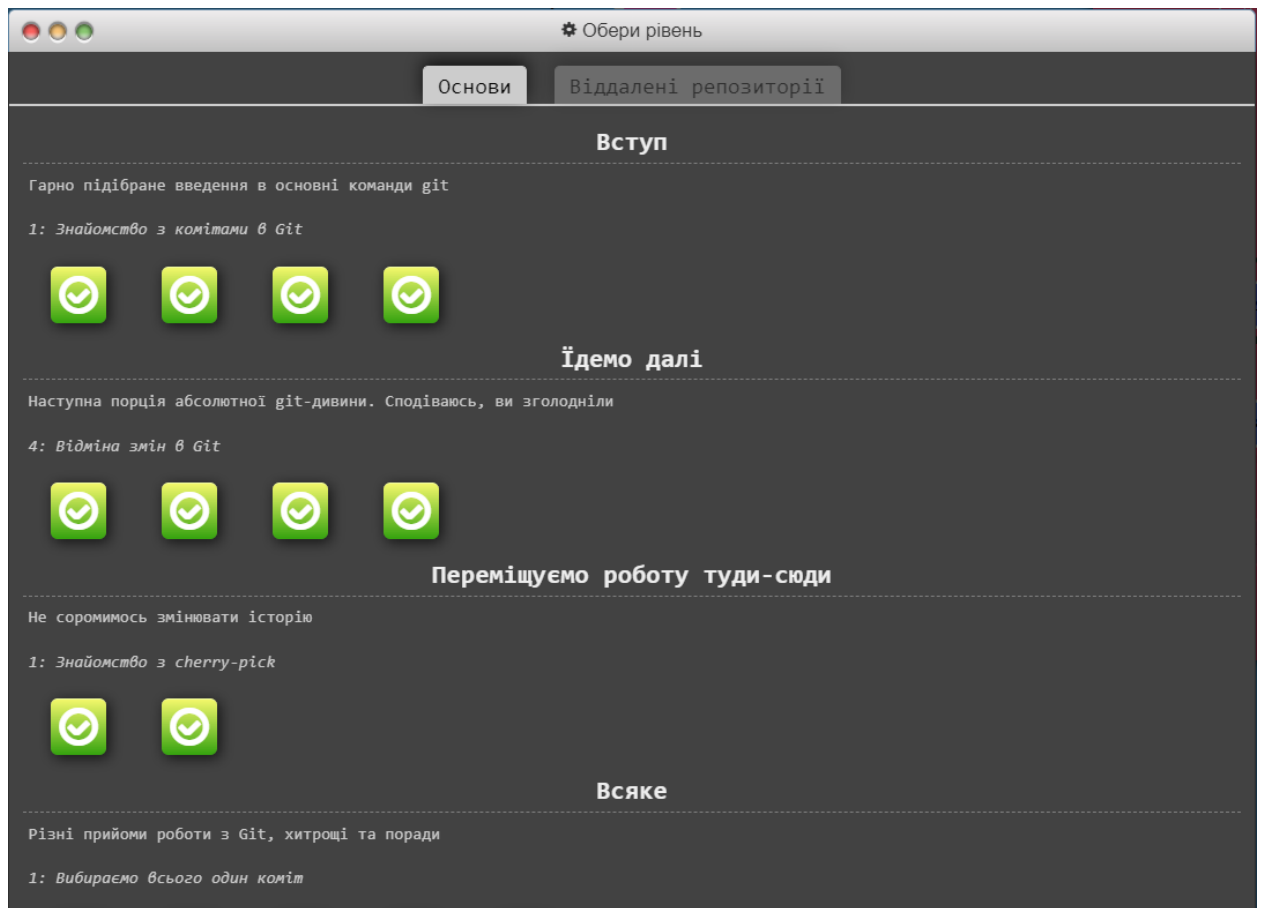 Обери рівень
Основи
Віддалені репозиторії
Вступ
Гарно підібране введення в основні команди git
1: Знайомство з комітами в Git
Їдемо далі
Наступна порція абсолютної git-дивини. Сподіваюсь, ви зголодніли
4: Відміна змін в Git
Переміщуємо роботу туди-сюди
Не соромимось змінювати історію
1: Знайомство з cherry-pick
Всяке
Різні прийоми роботи з Git, хитрощі та поради
1: Вибираємо всього один коміт